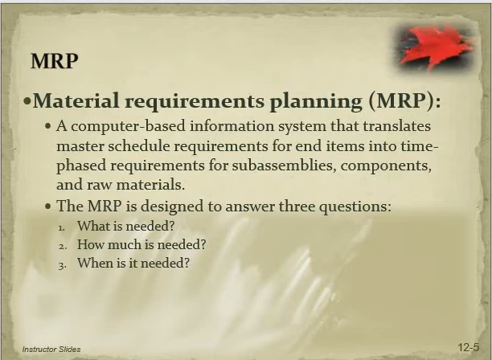 MRP
•Material requirements planning (MRP):
• A computer-based information system that translates
master schedule requirements for end items into time-
phased requirements for subassemblies, components,
and raw materials.
• The MRP is designed to answer three questions:
1. What is needed?
2. How much is needed?
3. When is it needed?
Instructor Slides
12-5